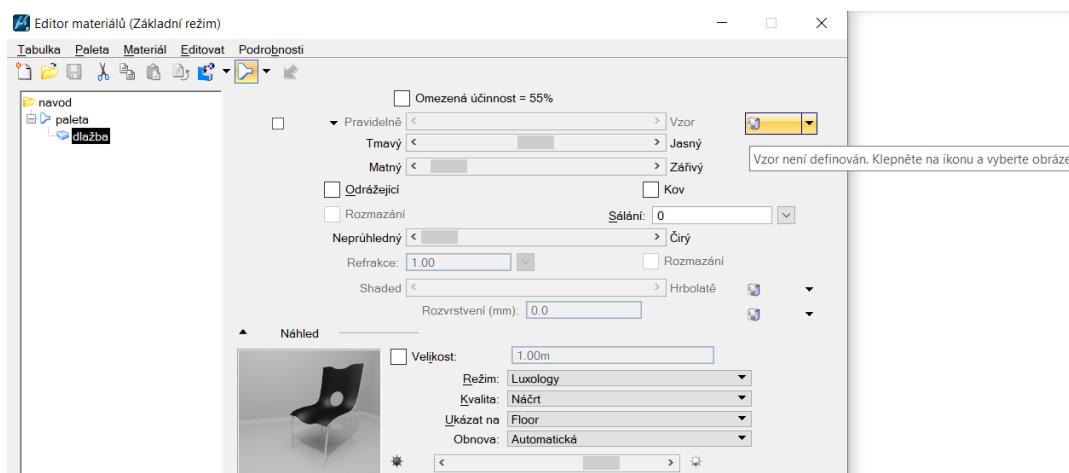 Editor materiálů (Základní režim)
Tabulka Paleta Materiál Editovat Podrobnosti
navod
paleta
dlažba
Omezená účinnost = 55%
Pravidelně Vzor
Tmavý Jasný
Vzor není definován. Klepněte na ikonu a vyberte obráze
Matný Zářivý
Odrážející Kov
Rozmazání Sálání: 0
Neprůhledný Čirý
Refrakce: 1.00 Rozmazání
Shaded Hrbolatě
Rozvrstvení (mm): 0.0
Náhled
Velikost: 1.00m
Režim: Luxology
Kvalita: Náčrt
Ukázat na Floor
Obnova: Automatická